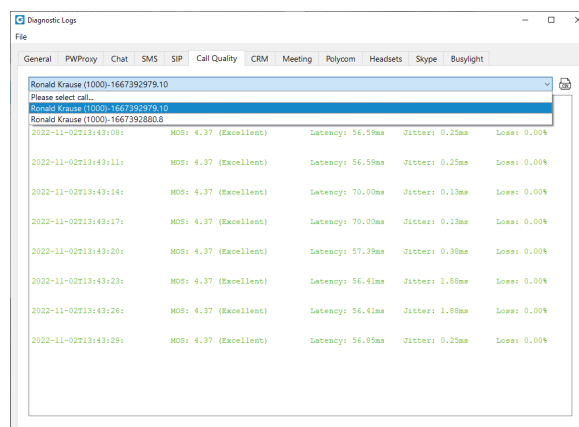 Diagnostic Logs
File
General PWProxy Chat SMS SIP Call Quality CRM Meeting Polycom Headsets Skype Busylight
Ronald Krause (1000)-1667392979.10
Please select call...
Ronald Krause (1000)-1667392979.10
Ronald Krause (1000)-1667392880.8
2022-11-02T13:43:08: MOS: 4.37 (Excellent) Latency: 56.59ms Jitter: 0.25ms Loss: 0.00%
2022-11-02T13:43:11: MOS: 4.37 (Excellent) Latency: 56.59ms Jitter: 0.25ms Loss: 0.00%
2022-11-02T13:43:14: MOS: 4.37 (Excellent) Latency: 70.00ms Jitter: 0.13ms Loss: 0.00%
2022-11-02T13:43:17: MOS: 4.37 (Excellent) Latency: 70.00ms Jitter: 0.13ms Loss: 0.00%
2022-11-02T13:43:20: MOS: 4.37 (Excellent) Latency: 57.39ms Jitter: 0.38ms Loss: 0.00%
2022-11-02T13:43:23: MOS: 4.37 (Excellent) Latency: 56.41ms Jitter: 1.88ms Loss: 0.00%
2022-11-02T13:43:26: MOS: 4.37 (Excellent) Latency: 56.41ms Jitter: 1.88ms Loss: 0.00%
2022-11-02T13:43:29: MOS: 4.37 (Excellent) Latency: 56.85ms Jitter: 0.25ms Loss: 0.00%